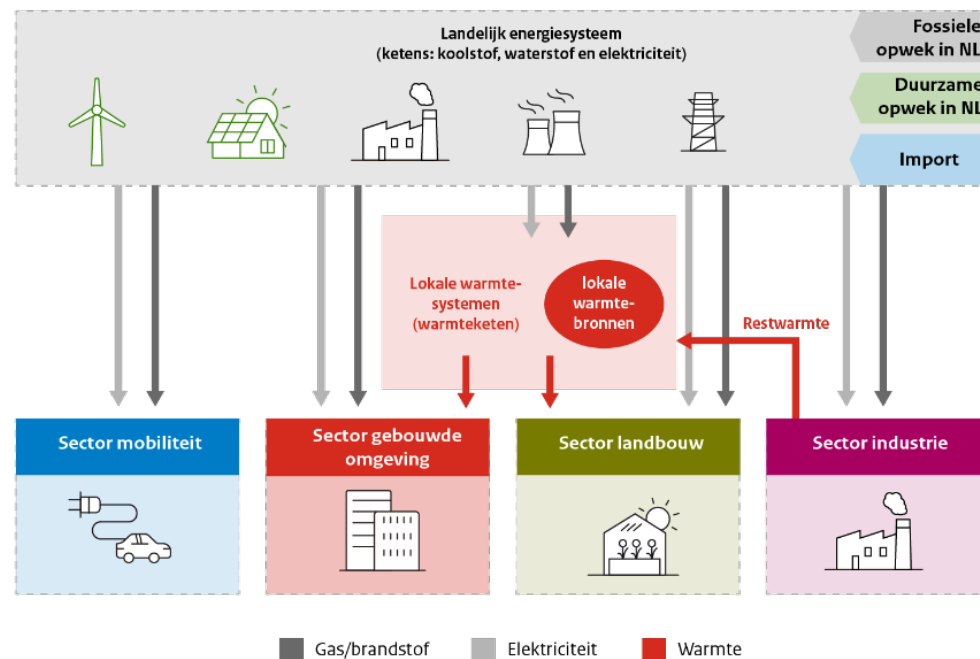 Landelijk energiesysteem
(ketens: koolstof, waterstof en elektriciteit)
Fossiele
opwek in NL
Duurzame
opwek in NL
Import
Lokale warmte-
systemen
(warmteketen)
lokale
warmte-
bronnen
Restwarmte
Sector mobiliteit
Sector gebouwde
omgeving
Sector landbouw
Sector industrie
Gas/brandstof
Elektriciteit
Warmte